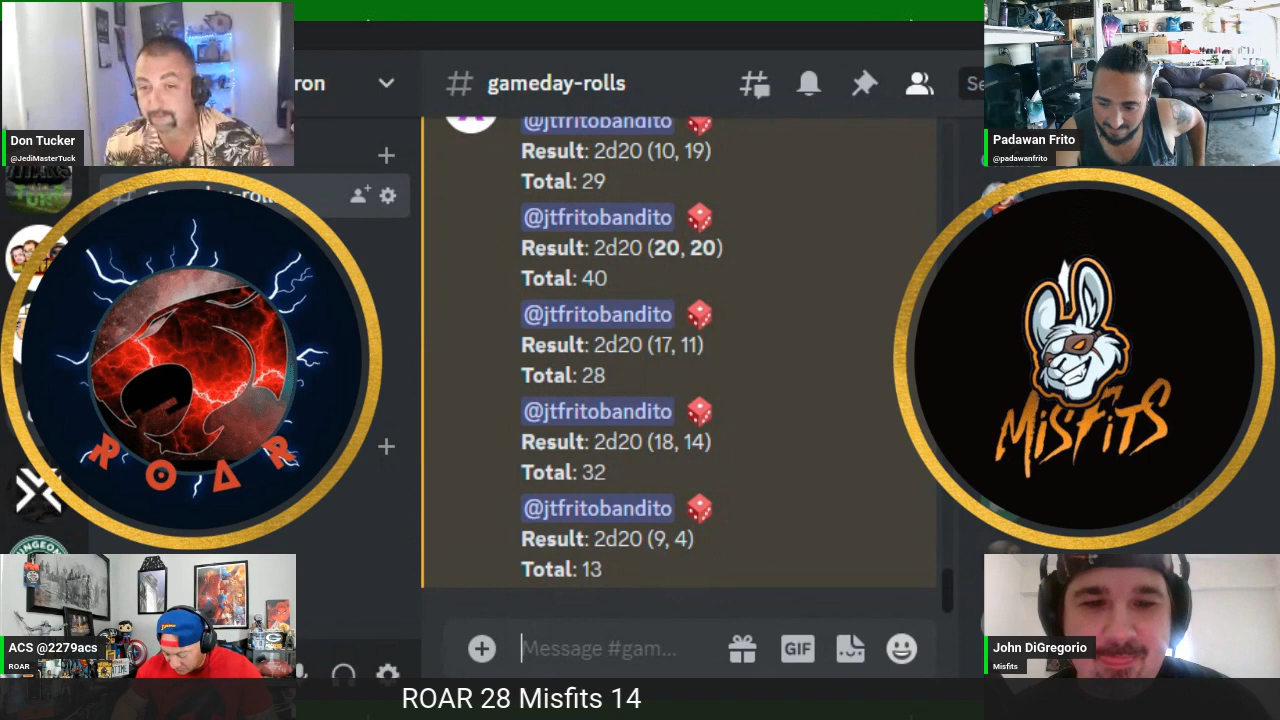 Don Tucker
@JediMasterTuck
ron
# gameday-rolls
Se
Padawan Frito
@padawanfrito
@jtfritobandito
Result: 2d20 (10, 19)
Total: 29
@jtfritobandito
Result: 2d20 (20, 20)
Total: 40
@jtfritobandito
Result: 2d20 (17, 11)
Total: 28
@jtfritobandito
Result: 2d20 (18, 14)
Total: 32
@jtfritobandito
Result: 2d20 (9, 4)
Total: 13
ROAR
MiSFiTS
ACS @2279acs
ROAR
Message #gam...
GIF
John DiGregorio
Misfits
ROAR 28 Misfits 14